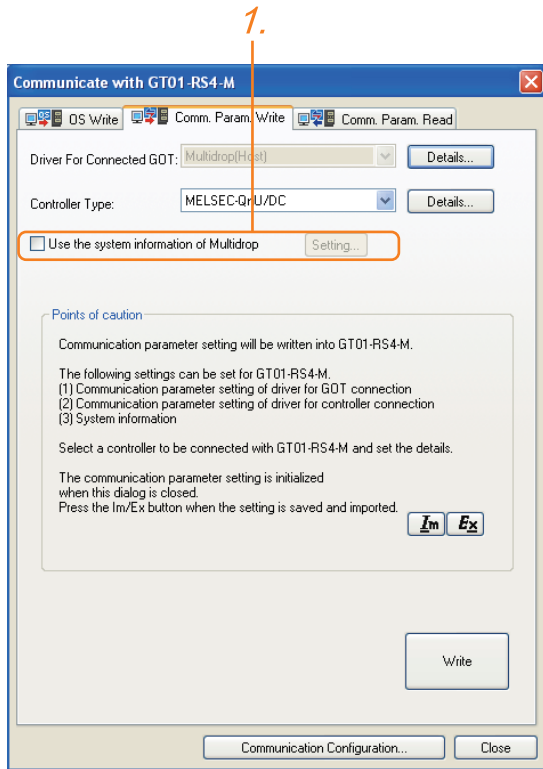 1.
Communicate with GT01-RS4-M
OS Write Comm. Param. Write Comm. Param. Read
Driver For Connected GOT: Multidrop(Host) Details...
Controller Type: MELSEC-QnU/DC Details...
Use the system information of Multidrop Setting...
Points of caution
Communication parameter setting will be written into GT01-RS4-M.
The following settings can be set for GT01-RS4-M.
(1) Communication parameter setting of driver for GOT connection
(2) Communication parameter setting of driver for controller connection
(3) System information
Select a controller to be connected with GT01-RS4-M and set the details.
The communication parameter setting is initialized
when this dialog is closed.
Press the Im/Ex button when the setting is saved and imported.
Im Ex
Write
Communication Configuration... Close